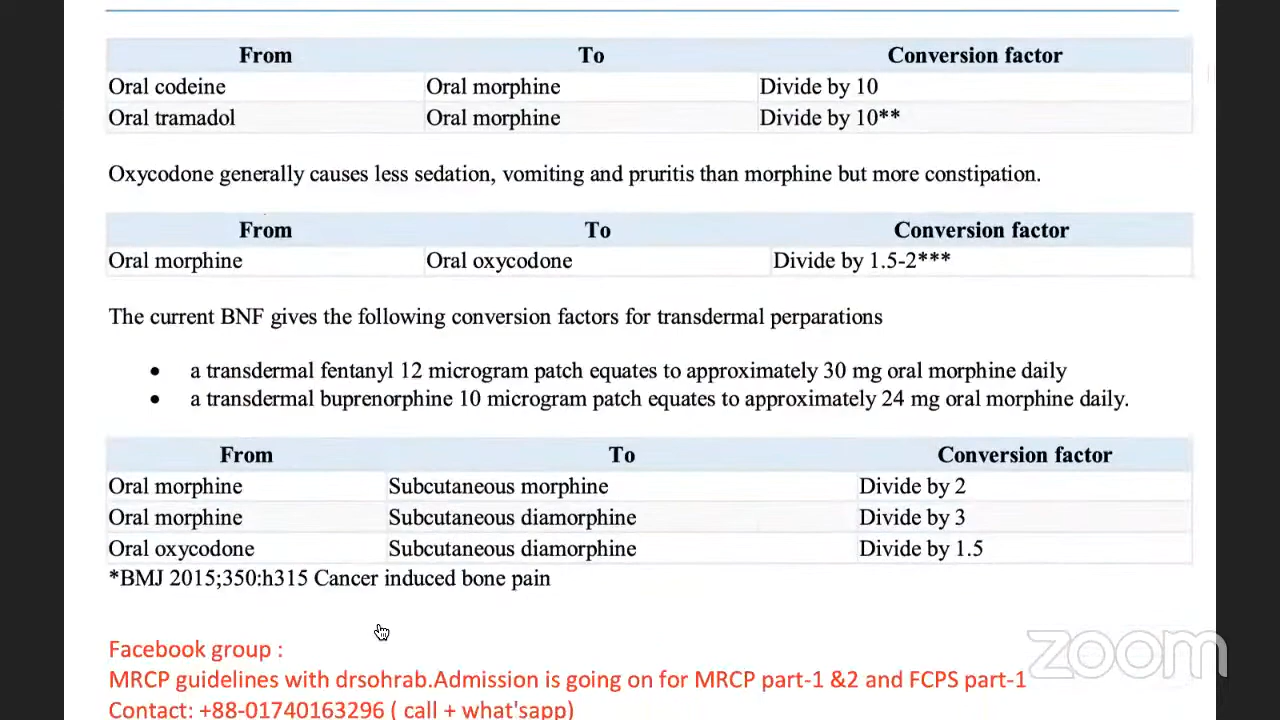 From To Conversion factor
Oral codeine Oral morphine Divide by 10
Oral tramadol Oral morphine Divide by 10**
Oxycodone generally causes less sedation, vomiting and pruritis than morphine but more constipation.
From To Conversion factor
Oral morphine Oral oxycodone Divide by 1.5-2***
The current BNF gives the following conversion factors for transdermal perparations
• a transdermal fentanyl 12 microgram patch equates to approximately 30 mg oral morphine daily
• a transdermal buprenorphine 10 microgram patch equates to approximately 24 mg oral morphine daily.
From To Conversion factor
Oral morphine Subcutaneous morphine Divide by 2
Oral morphine Subcutaneous diamorphine Divide by 3
Oral oxycodone Subcutaneous diamorphine Divide by 1.5
*BMJ 2015;350:h315 Cancer induced bone pain
Facebook group :
MRCP guidelines with drsohrab.Admission is going on for MRCP part-1 &2 and FCPS part-1
Contact: +88-01740163296 ( call + what'sapp)
zoom